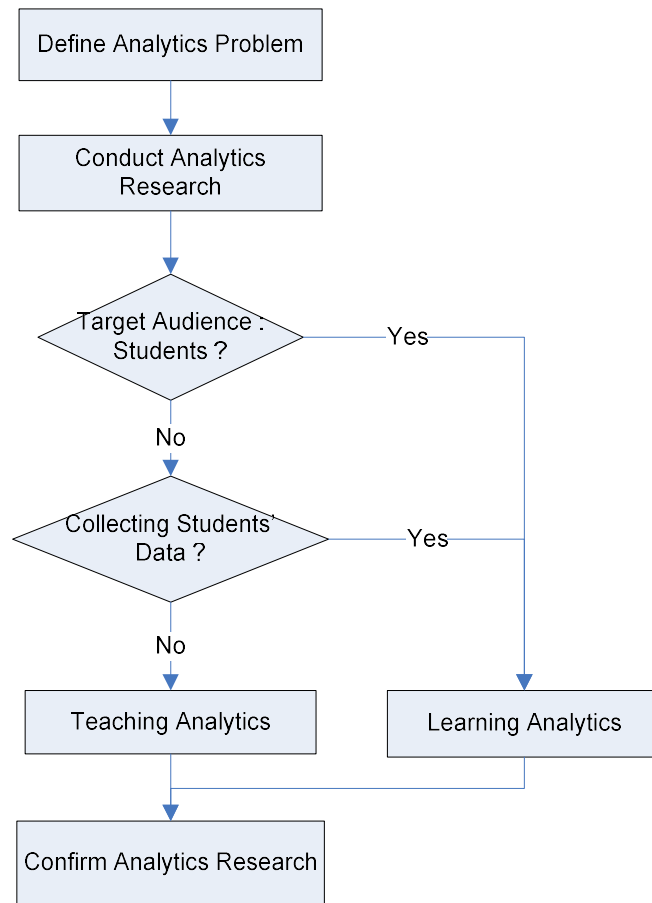 Define Analytics Problem
Conduct Analytics
Research
Target Audience :
Students ?
Yes
No
Collecting Students'
Data ?
Yes
No
Teaching Analytics
Learning Analytics
Confirm Analytics Research